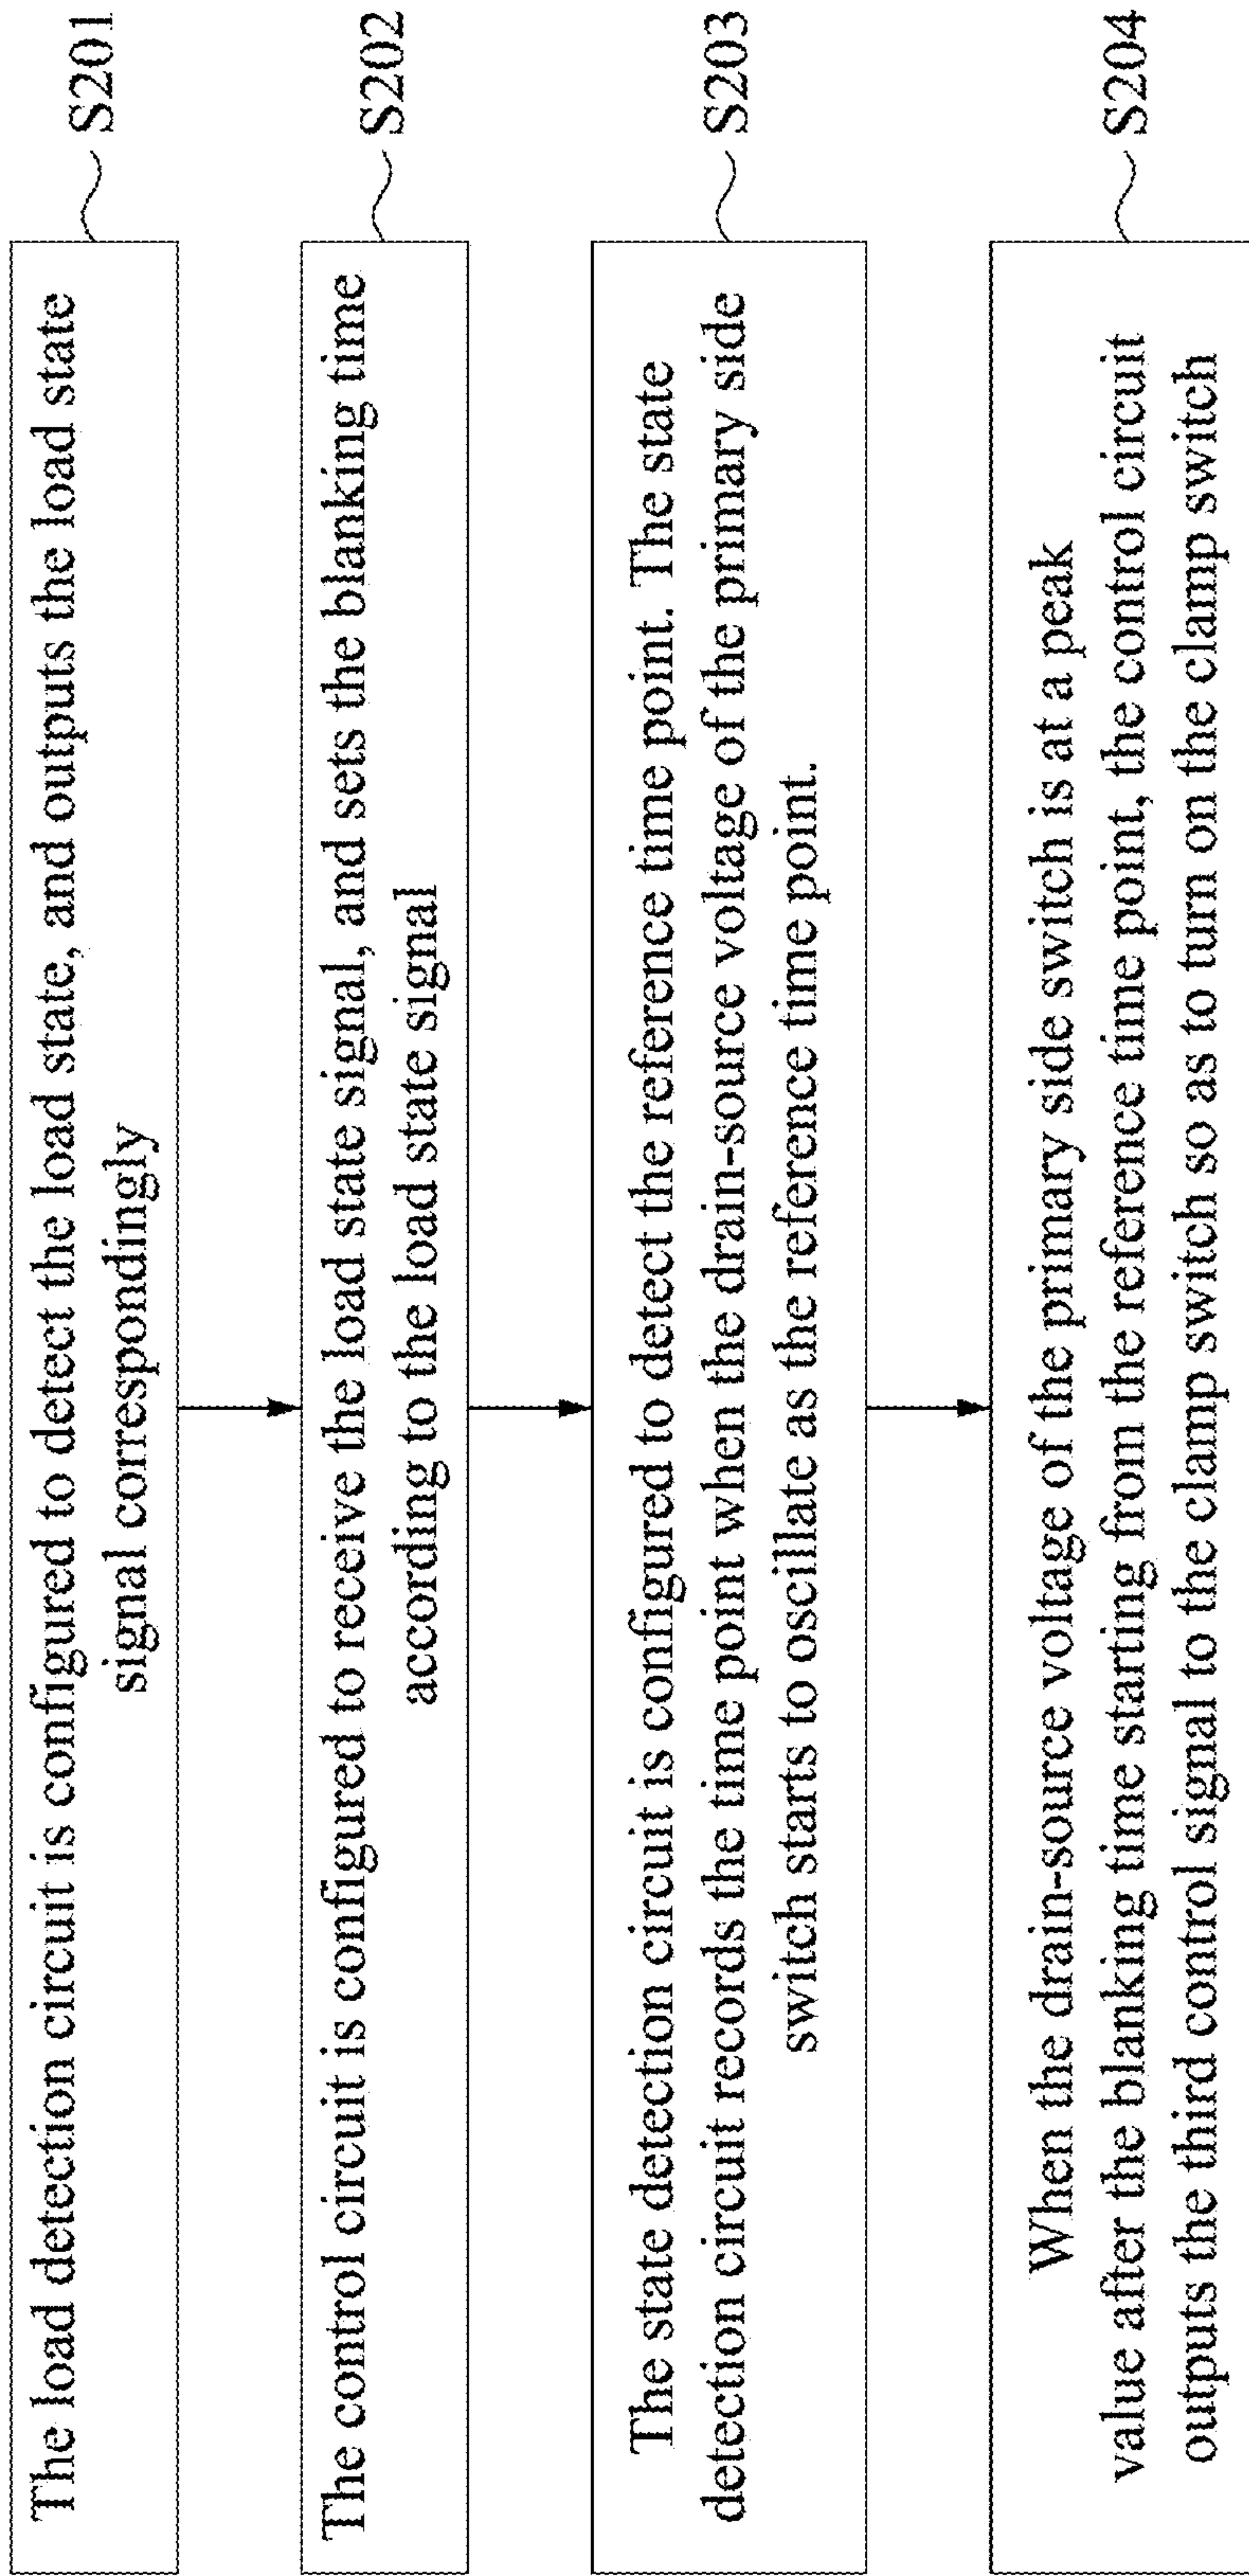 The load detection circuit is configured to detect the load state, and outputs the load state
signal correspondingly
S201
The control circuit is configured to receive the load state signal, and sets the blanking time
according to the load state signal
S202
The state detection circuit is configured to detect the reference time point. The state
detection circuit records the time point when the drain-source voltage of the primary side
switch starts to oscillate as the reference time point.
S203
When the drain-source voltage of the primary side switch is at a peak
value after the blanking time starting from the reference time point, the control circuit
outputs the third control signal to the clamp switch so as to turn on the clamp switch
S204